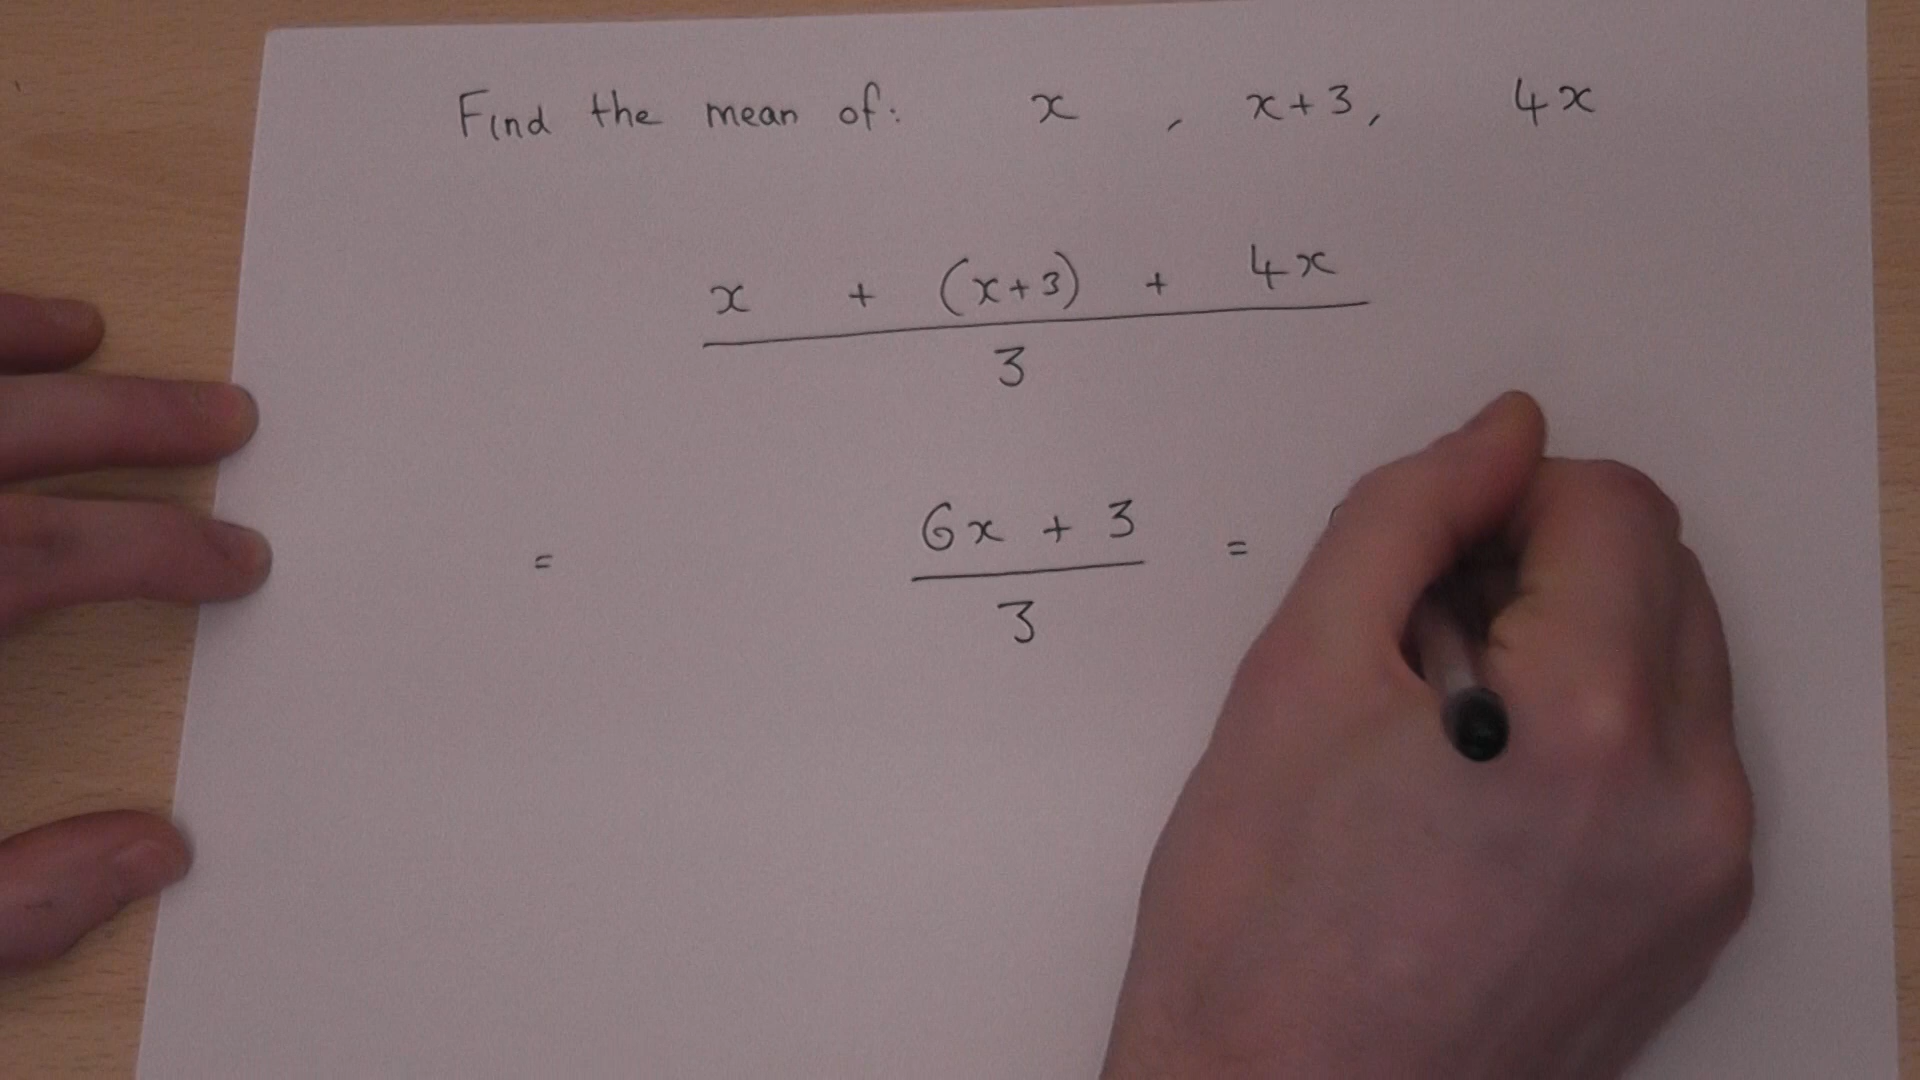 Find the mean of: x , x+3, 4x
x + (x+3) + 4x
3
= 6x + 3 =
3